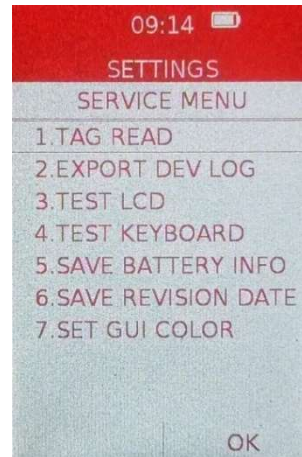 09:14
SETTINGS
SERVICE MENU
1.TAG READ
2.EXPORT DEV LOG
3.TEST LCD
4.TEST KEYBOARD
5.SAVE BATTERY INFO
6.SAVE REVISION DATE
7.SET GUI COLOR
OK